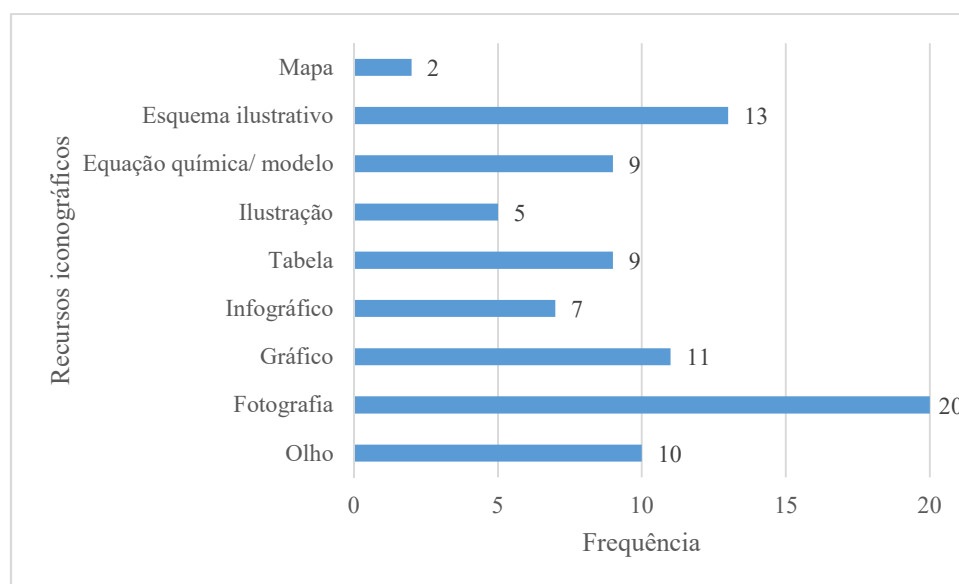 Recursos iconográficos
Mapa 2
Esquema ilustrativo 13
Equação química/ modelo 9
Ilustração 5
Tabela 9
Infográfico 7
Gráfico 11
Fotografia 20
Olho 10
0 5 10 15 20
Frequência